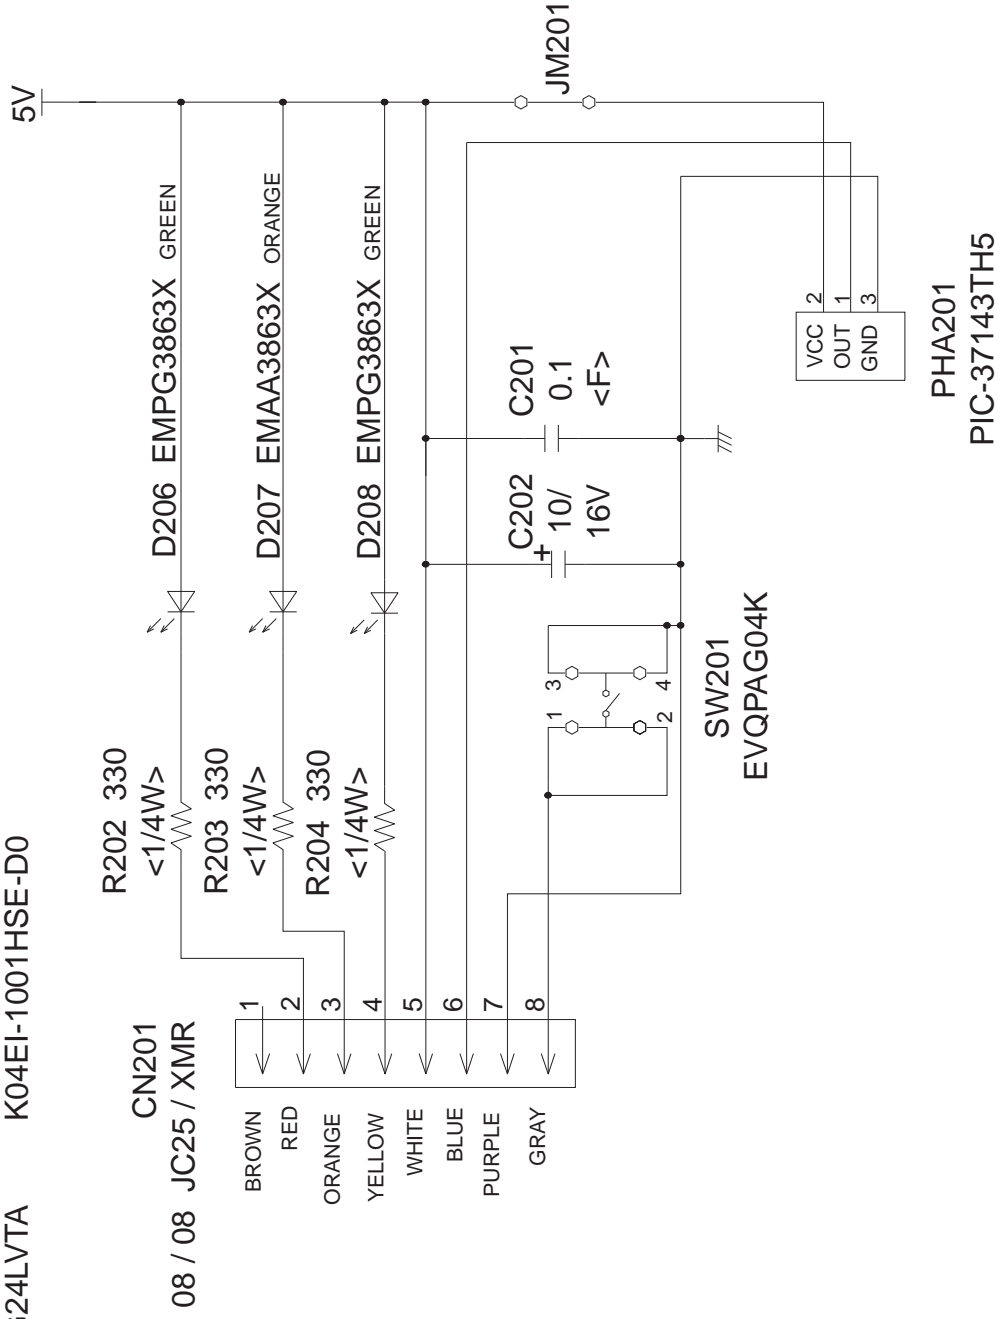 G24LVTA K04EI-1001HSE-D0
CN201
08 / 08 JC25 / XMR
BROWN 1
RED 2
ORANGE 3
YELLOW 4
WHITE 5
BLUE 6
PURPLE 7
GRAY 8
5V
R202 330
<1/4W>
D206 EMPG3863X GREEN
R203 330
<1/4W>
D207 EMAA3863X ORANGE
R204 330
<1/4W>
D208 EMPG3863X GREEN
JM201
C202
+
10/
16V
C201
0.1
<F>
1 3
2 4
SW201
EVQPAG04K
VCC 2
OUT 1
GND 3
PHA201
PIC-37143TH5